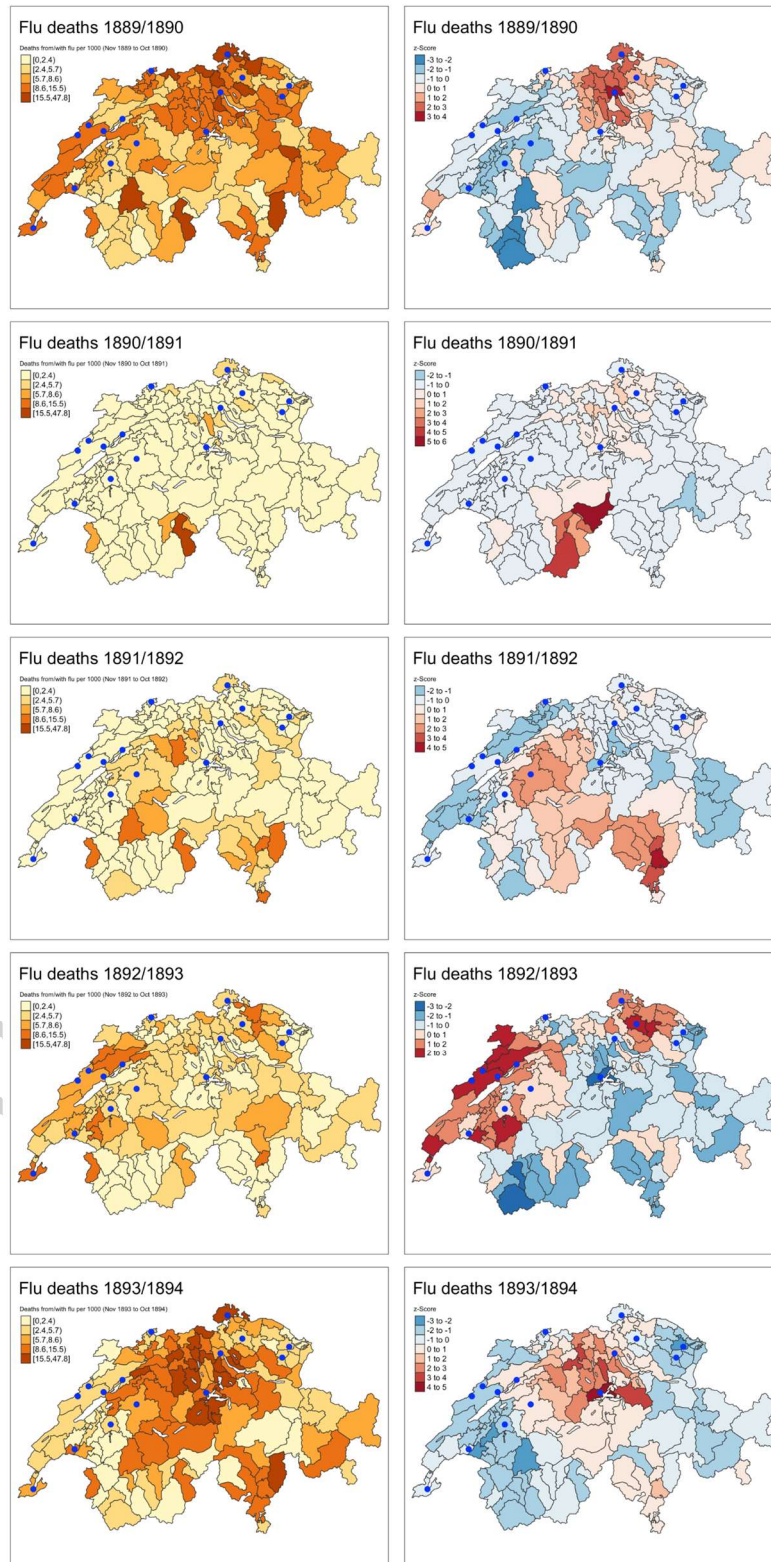 Flu deaths 1889/1890
Deaths from/with flu per 1000 (Nov 1889 to Oct 1890)
[0,2.4)
[2.4,5.7)
[5.7,8.6)
[8.6,15.5)
[15.5,47.8]
Flu deaths 1889/1890
z-Score
-3 to -2
-2 to -1
-1 to 0
0 to 1
1 to 2
2 to 3
3 to 4
Flu deaths 1890/1891
Deaths from/with flu per 1000 (Nov 1890 to Oct 1891)
[0,2.4)
[2.4,5.7)
[5.7,8.6)
[8.6,15.5)
[15.5,47.8]
Flu deaths 1890/1891
z-Score
-2 to -1
-1 to 0
0 to 1
1 to 2
2 to 3
3 to 4
4 to 5
5 to 6
Flu deaths 1891/1892
Deaths from/with flu per 1000 (Nov 1891 to Oct 1892)
[0,2.4)
[2.4,5.7)
[5.7,8.6)
[8.6,15.5)
[15.5,47.8]
Flu deaths 1891/1892
z-Score
-2 to -1
-1 to 0
0 to 1
1 to 2
2 to 3
3 to 4
4 to 5
Flu deaths 1892/1893
Deaths from/with flu per 1000 (Nov 1892 to Oct 1893)
[0,2.4)
[2.4,5.7)
[5.7,8.6)
[8.6,15.5)
[15.5,47.8]
Flu deaths 1892/1893
z-Score
-3 to -2
-2 to -1
-1 to 0
0 to 1
1 to 2
2 to 3
Flu deaths 1893/1894
Deaths from/with flu per 1000 (Nov 1893 to Oct 1894)
[0,2.4)
[2.4,5.7)
[5.7,8.6)
[8.6,15.5)
[15.5,47.8]
Flu deaths 1893/1894
z-Score
-3 to -2
-2 to -1
-1 to 0
0 to 1
1 to 2
2 to 3
3 to 4
4 to 5